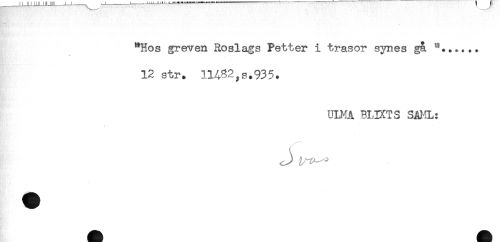 "Hos greven Roslags Petter i trasor synes gå "......
12 str. 11482,s.935.
ULMA BLIXTS SAML:
Svas